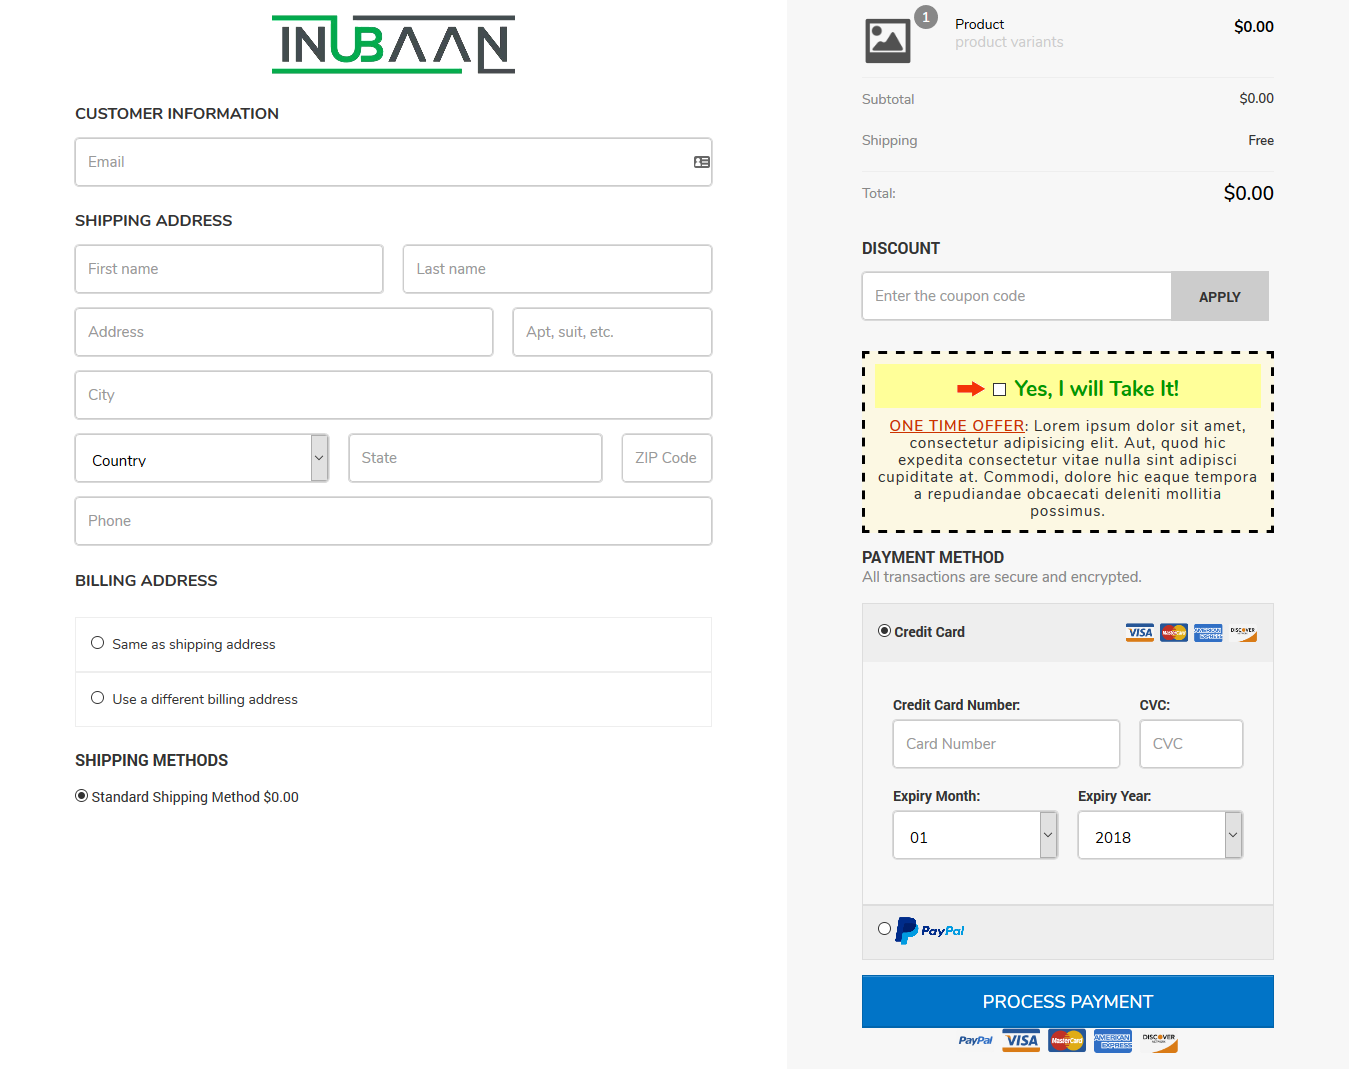 INUBAAN
CUSTOMER INFORMATION
Email
SHIPPING ADDRESS
First name
Last name
Address
Apt, suit, etc.
City
Country
State
ZIP Code
Phone
BILLING ADDRESS
Same as shipping address
Use a different billing address
SHIPPING METHODS
Standard Shipping Method $0.00
1
Product
$0.00
product variants
Subtotal
$0.00
Shipping
Free
Total:
$0.00
DISCOUNT
Enter the coupon code
APPLY
Yes, I will Take It!
ONE TIME OFFER: Lorem ipsum dolor sit amet,
consectetur adipisicing elit. Aut, quod hic
expedita consectetur vitae nulla sint adipisci
cupiditate at. Commodi, dolore hic eaque tempora
a repudiandae obcaecati deleniti mollitia
possimus.
PAYMENT METHOD
All transactions are secure and encrypted.
Credit Card
VISA
MasterCard
AMERICAN EXPRESS
DISCOVER
Credit Card Number:
CVC:
Card Number
CVC
Expiry Month:
Expiry Year:
01
2018
PayPal
PROCESS PAYMENT
PayPal
VISA
MasterCard
AMERICAN EXPRESS
DISCOVER
NETWORK